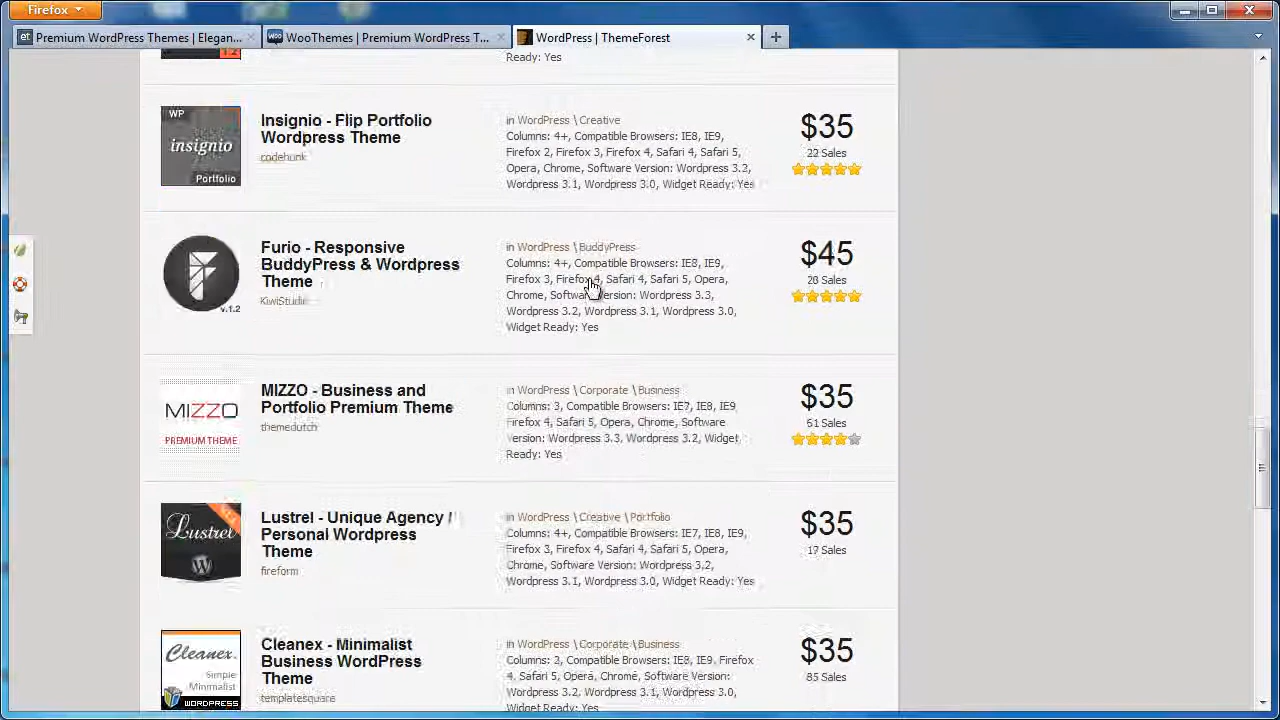 Firefox
Premium WordPress Themes | Elegan...
WooThemes | Premium WordPress T...
WordPress | ThemeForest
1.2
Ready: Yes
WP
insignio
Portfolio
Insignio - Flip Portfolio
Wordpress Theme
codehunk
in WordPress \ Creative
Columns: 4+, Compatible Browsers: IE8, IE9,
Firefox 2, Firefox 3, Firefox 4, Safari 4, Safari 5,
Opera, Chrome, Software Version: Wordpress 3.2,
Wordpress 3.1, Wordpress 3.0, Widget Ready: Yes
$35
22 Sales
v.1.2
Furio - Responsive
BuddyPress & Wordpress
Theme
KiwiStudio
in WordPress \ BuddyPress
Columns: 4+, Compatible Browsers: IE8, IE9,
Firefox 3, Firefox 4, Safari 4, Safari 5, Opera,
Chrome, Software Version: Wordpress 3.3,
Wordpress 3.2, Wordpress 3.1, Wordpress 3.0,
Widget Ready: Yes
$45
28 Sales
MIZZO
PREMIUM THEME
MIZZO - Business and
Portfolio Premium Theme
themedutch
in WordPress \ Corporate \ Business
Columns: 3, Compatible Browsers: IE7, IE8, IE9,
Firefox 4, Safari 5, Opera, Chrome, Software
Version: Wordpress 3.3, Wordpress 3.2, Widget
Ready: Yes
$35
51 Sales
Lustrel
Lustrel - Unique Agency /
Personal Wordpress
Theme
fireform
in WordPress \ Creative \ Portfolio
Columns: 4+, Compatible Browsers: IE7, IE8, IE9,
Firefox 3, Firefox 4, Safari 4, Safari 5, Opera,
Chrome, Software Version: Wordpress 3.2,
Wordpress 3.1, Wordpress 3.0, Widget Ready: Yes
$35
17 Sales
Cleanex.
Simple
Minimalist
WORDPRESS
Cleanex - Minimalist
Business WordPress
Theme
templatesquare
in WordPress \ Corporate \ Business
Columns: 2, Compatible Browsers: IE8, IE9, Firefox
4, Safari 5, Opera, Chrome, Software Version:
Wordpress 3.2, Wordpress 3.1, Wordpress 3.0,
Widget Ready: Yes
$35
85 Sales